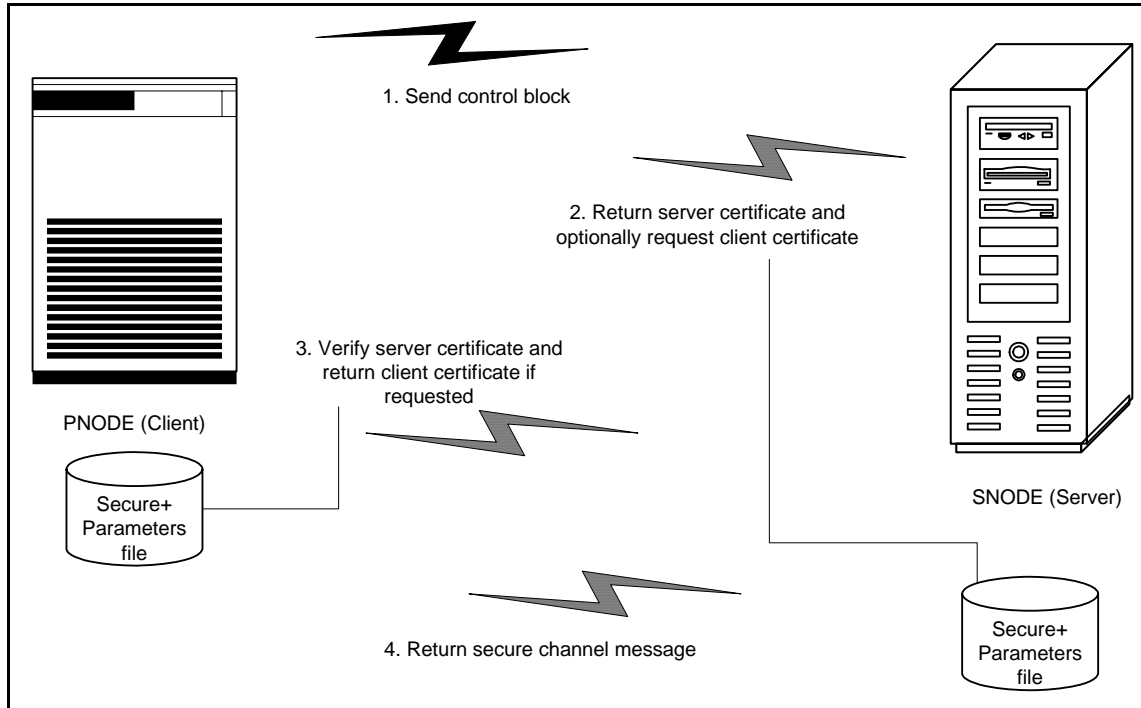 1. Send control block
2. Return server certificate and
optionally request client certificate
3. Verify server certificate and
return client certificate if
requested
PNODE (Client)
Secure+
Parameters
file
SNODE (Server)
4. Return secure channel message
Secure+
Parameters
file